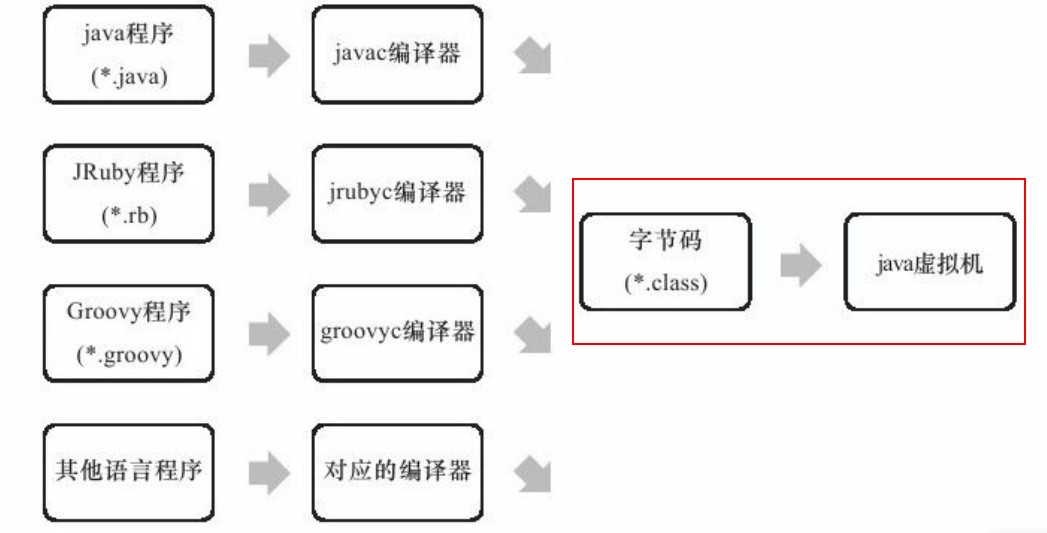 java程序
(*.java)
javac编译器
JRuby程序
(*.rb)
jrubyc编译器
Groovy程序
(*.groovy)
groovyc编译器
其他语言程序
对应的编译器
字节码
(*.class)
java虚拟机